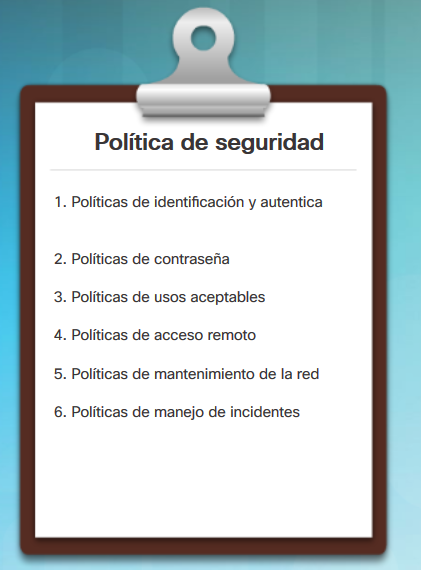 Política de seguridad
1. Políticas de identificación y autentica
2. Políticas de contraseña
3. Políticas de usos aceptables
4. Políticas de acceso remoto
5. Políticas de mantenimiento de la red
6. Políticas de manejo de incidentes